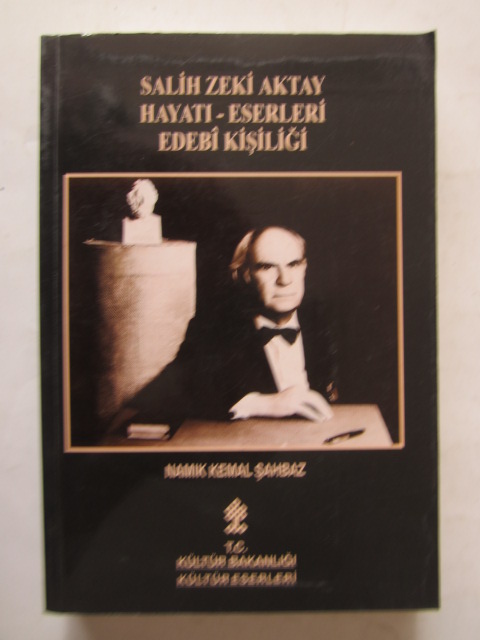 SALİH ZEKİ AKTAY
HAYATI - ESERLERİ
EDEBÎ KİŞİLİĞİ
NAMIK KEMAL ŞAHBAZ
T.C.
KÜLTÜR BAKANLIĞI
KÜLTÜR ESERLERİ